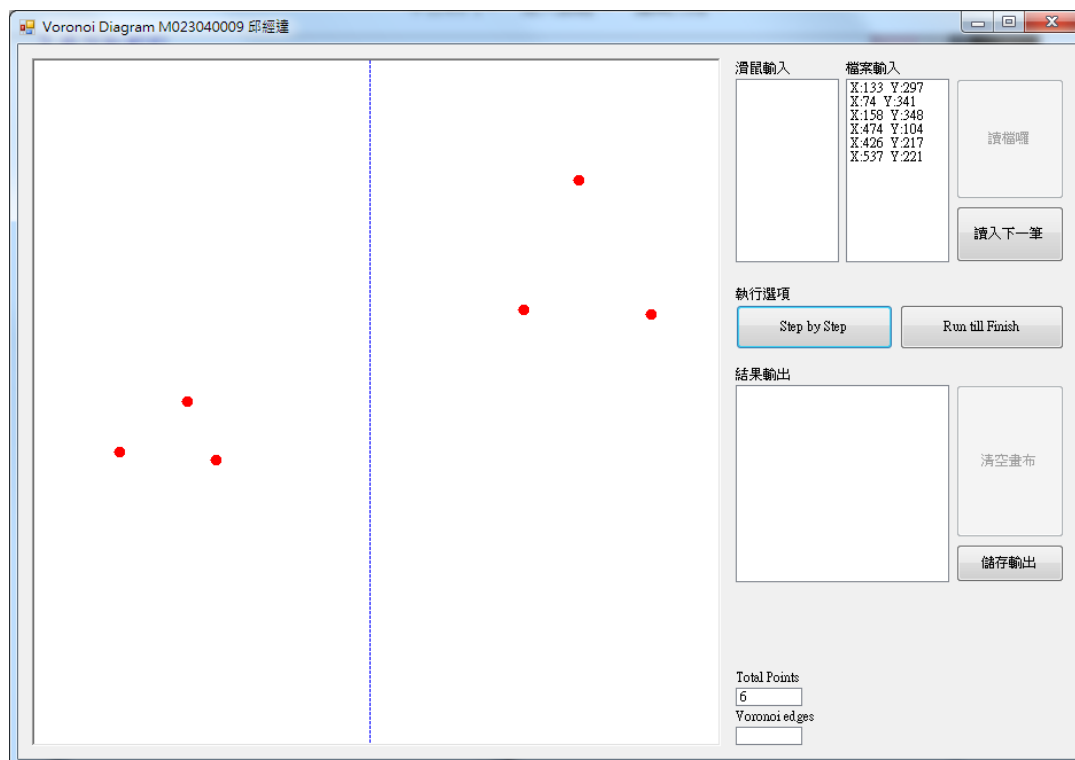 Voronoi Diagram M023040009 邱經達
滑鼠輸入
檔案輸入
X:133 Y:297
X:74 Y:341
X:158 Y:348
X:474 Y:104
X:426 Y:217
X:537 Y:221
讀檔囉
讀入下一筆
執行選項
Step by Step
Run till Finish
結果輸出
清空畫布
儲存輸出
Total Points
6
Voronoi edges